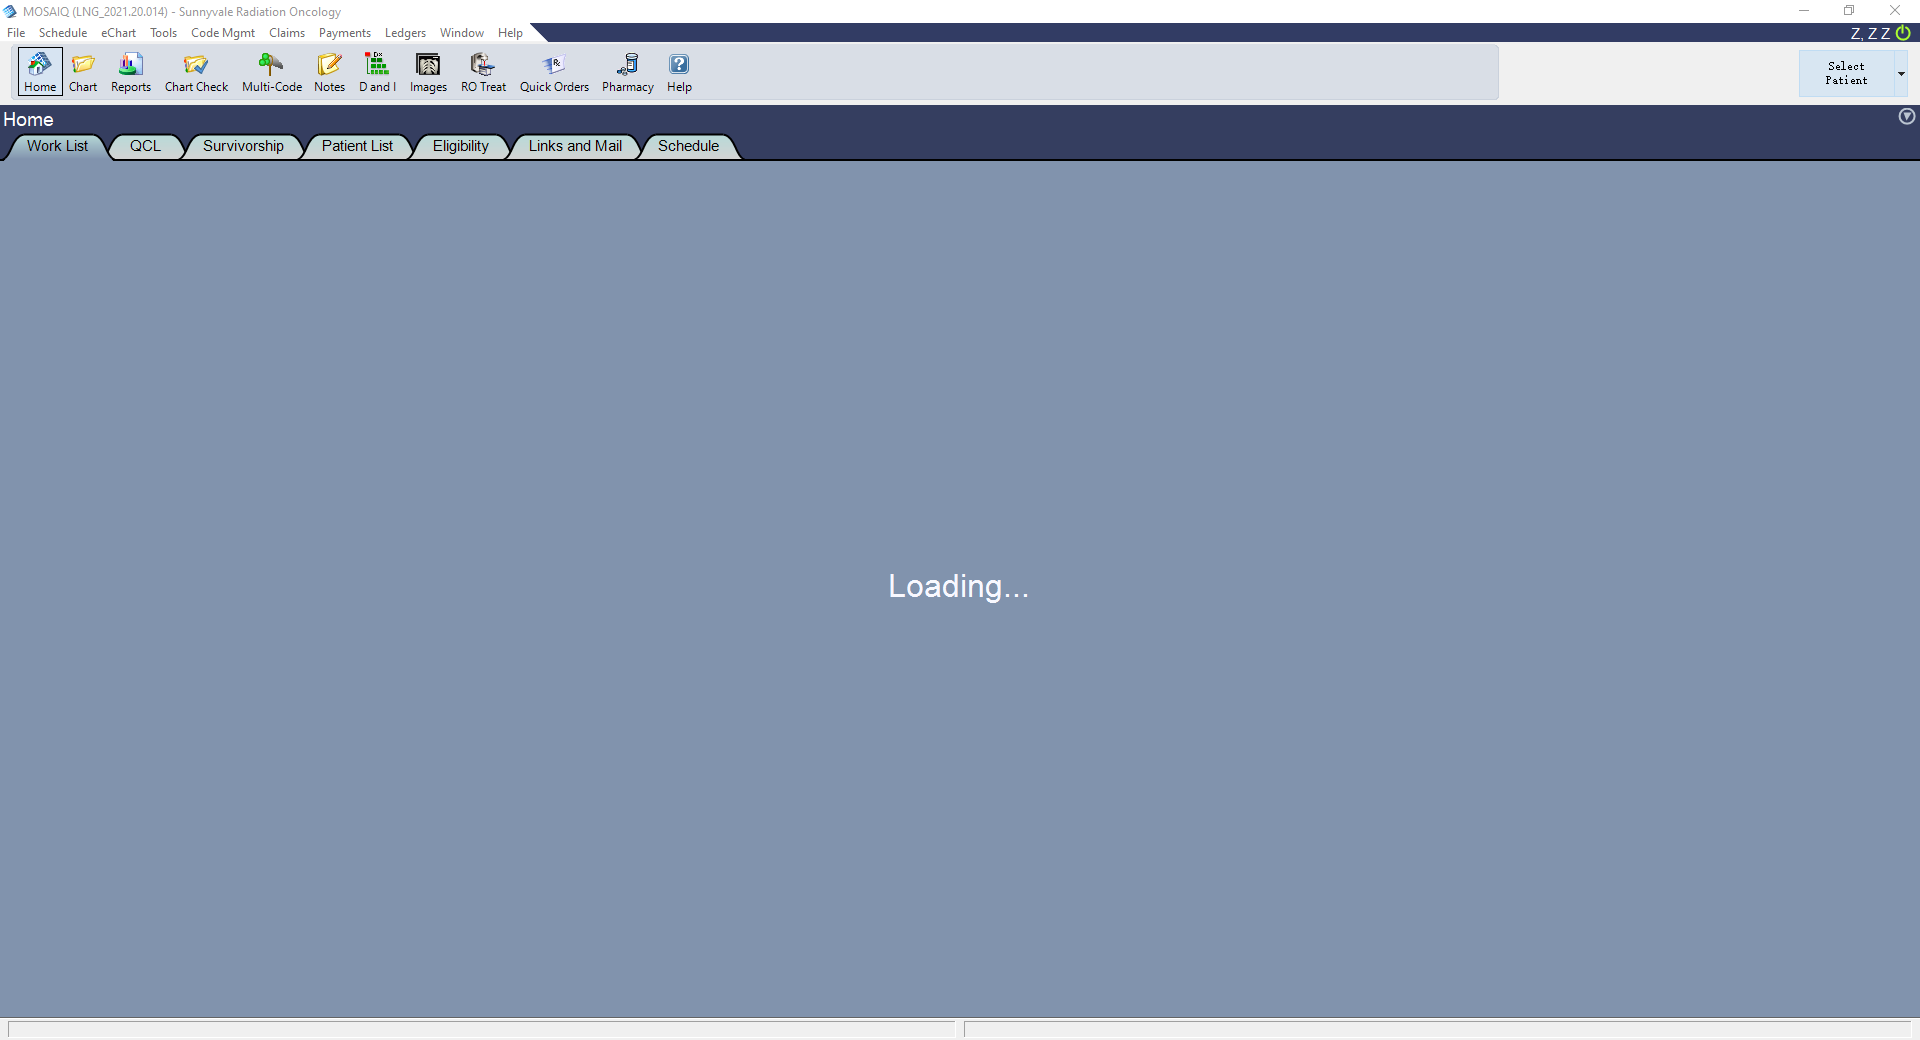 MOSAIQ (LNG_2021.20.014) - Sunnyvale Radiation Oncology
File Schedule eChart Tools Code Mgmt Claims Payments Ledgers Window Help
Z, Z Z
Home Chart Reports Chart Check Multi-Code Notes D and I Images RO Treat Quick Orders Pharmacy Help
Select
Patient
Home
Work List QCL Survivorship Patient List Eligibility Links and Mail Schedule
Loading...